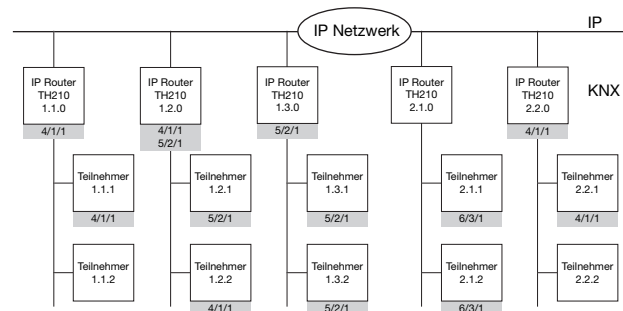 IP Netzwerk
IP
KNX
IP Router
TH210
1.1.0
4/1/1
IP Router
TH210
1.2.0
4/1/1
5/2/1
IP Router
TH210
1.3.0
5/2/1
IP Router
TH210
2.1.0
IP Router
TH210
2.2.0
4/1/1
Teilnehmer
1.1.1
4/1/1
Teilnehmer
1.2.1
5/2/1
Teilnehmer
1.3.1
5/2/1
Teilnehmer
2.1.1
6/3/1
Teilnehmer
2.2.1
4/1/1
Teilnehmer
1.1.2
Teilnehmer
1.2.2
4/1/1
Teilnehmer
1.3.2
5/2/1
Teilnehmer
2.1.2
6/3/1
Teilnehmer
2.2.2